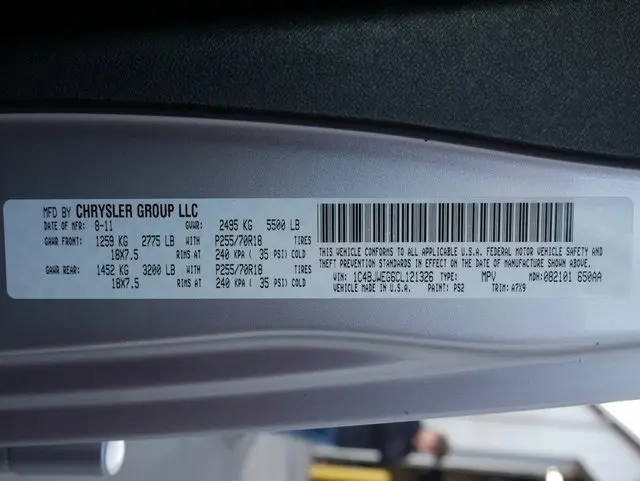 MFD BY CHRYSLER GROUP LLC
DATE OF MFR: 8-11 GVWR: 2495 KG 5500 LB
GAWR FRONT: 1259 KG 2775 LB WITH P255/70R18 TIRES
18X7.5 RIMS AT 240 KPA ( 35 PSI) COLD
GAWR REAR: 1452 KG 3200 LB WITH P255/70R18 TIRES
18X7.5 RIMS AT 240 KPA ( 35 PSI) COLD
THIS VEHICLE CONFORMS TO ALL APPLICABLE U.S.A. FEDERAL MOTOR VEHICLE SAFETY AND
THEFT PREVENTION STANDARDS IN EFFECT ON THE DATE OF MANUFACTURE SHOWN ABOVE.
VIN: 1C4BJWEG6CL121326 TYPE: MPV MDH: 082101 650AA
VEHICLE MADE IN U.S.A. PAINT: PS2 TRIM: A7X9